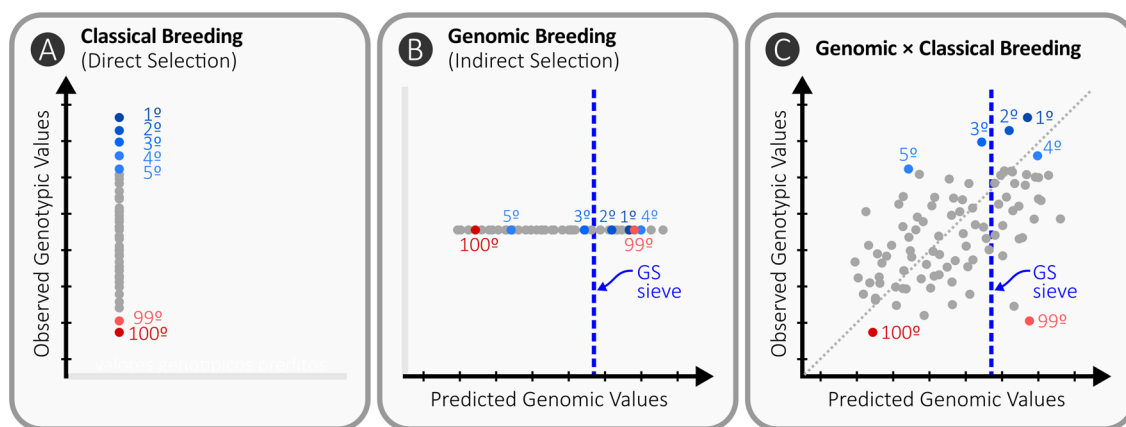 A
Classical Breeding
(Direct Selection)
Observed Genotypic Values
1º
2º
3º
4º
5º
99º
100º
B
Genomic Breeding
(Indirect Selection)
5º
3º
2º
1º
4º
100º
99º
GS
sieve
Predicted Genomic Values
C
Genomic × Classical Breeding
Observed Genotypic Values
1º
2º
3º
4º
5º
GS
sieve
99º
100º
Predicted Genomic Values